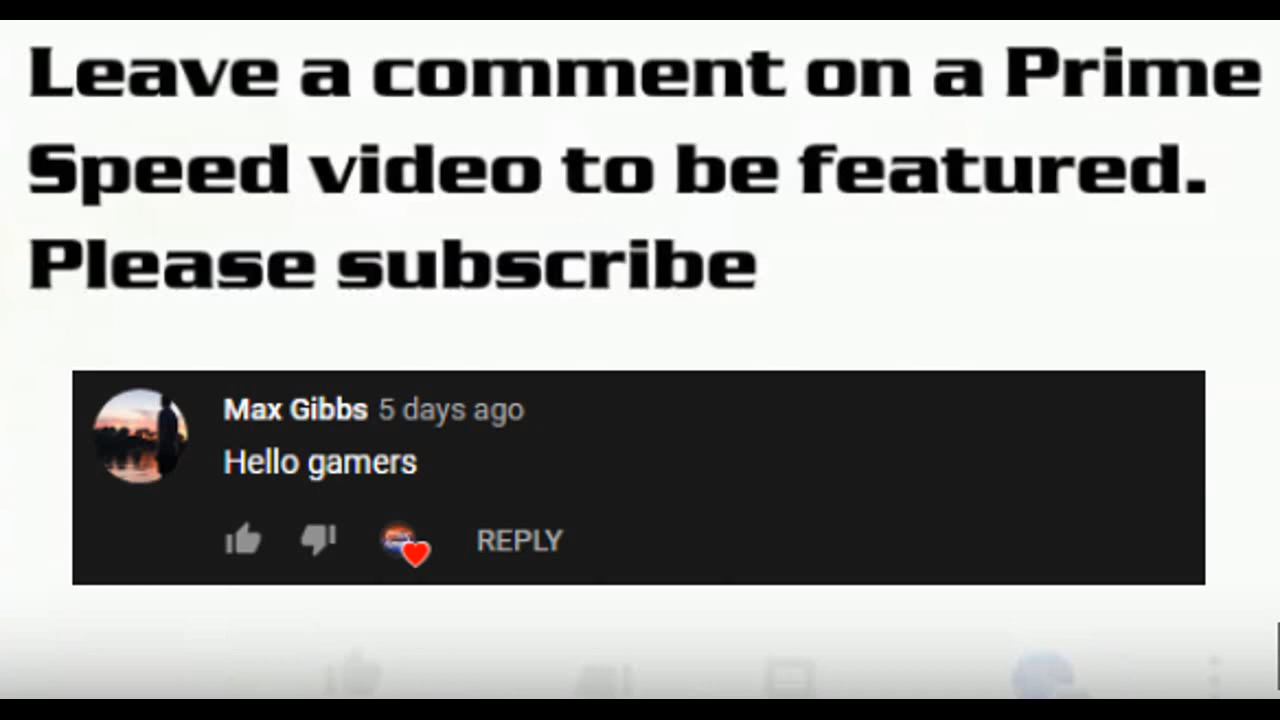 Leave a comment on a Prime
Speed video to be featured.
Please subscribe
Max Gibbs 5 days ago
Hello gamers
REPLY